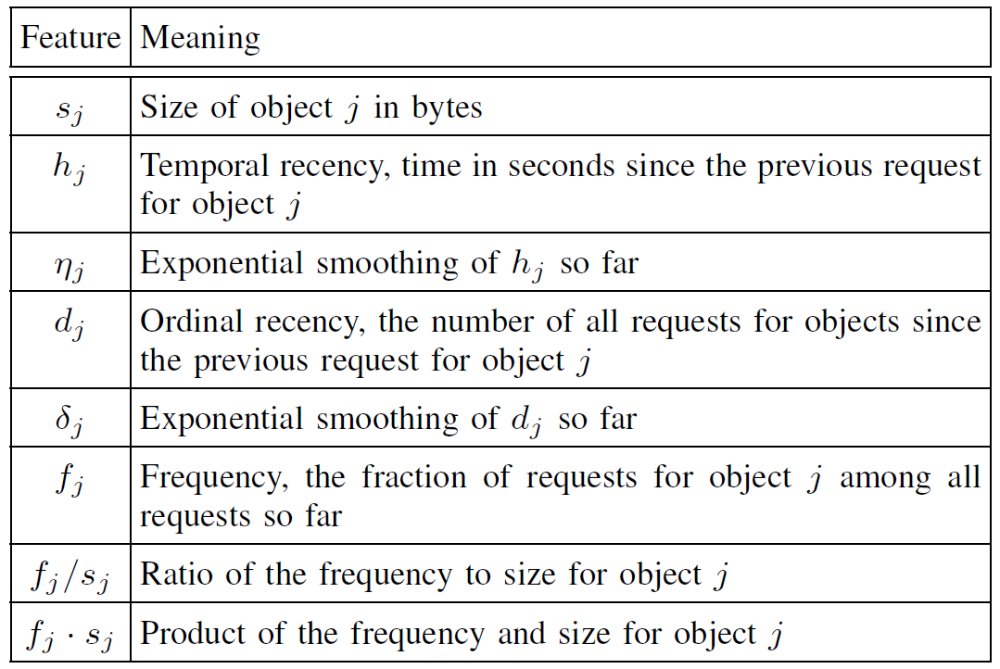 Feature Meaning
s_j Size of object j in bytes
h_j Temporal recency, time in seconds since the previous request
for object j
η_j Exponential smoothing of h_j so far
d_j Ordinal recency, the number of all requests for objects since
the previous request for object j
δ_j Exponential smoothing of d_j so far
f_j Frequency, the fraction of requests for object j among all
requests so far
f_j/s_j Ratio of the frequency to size for object j
f_j · s_j Product of the frequency and size for object j